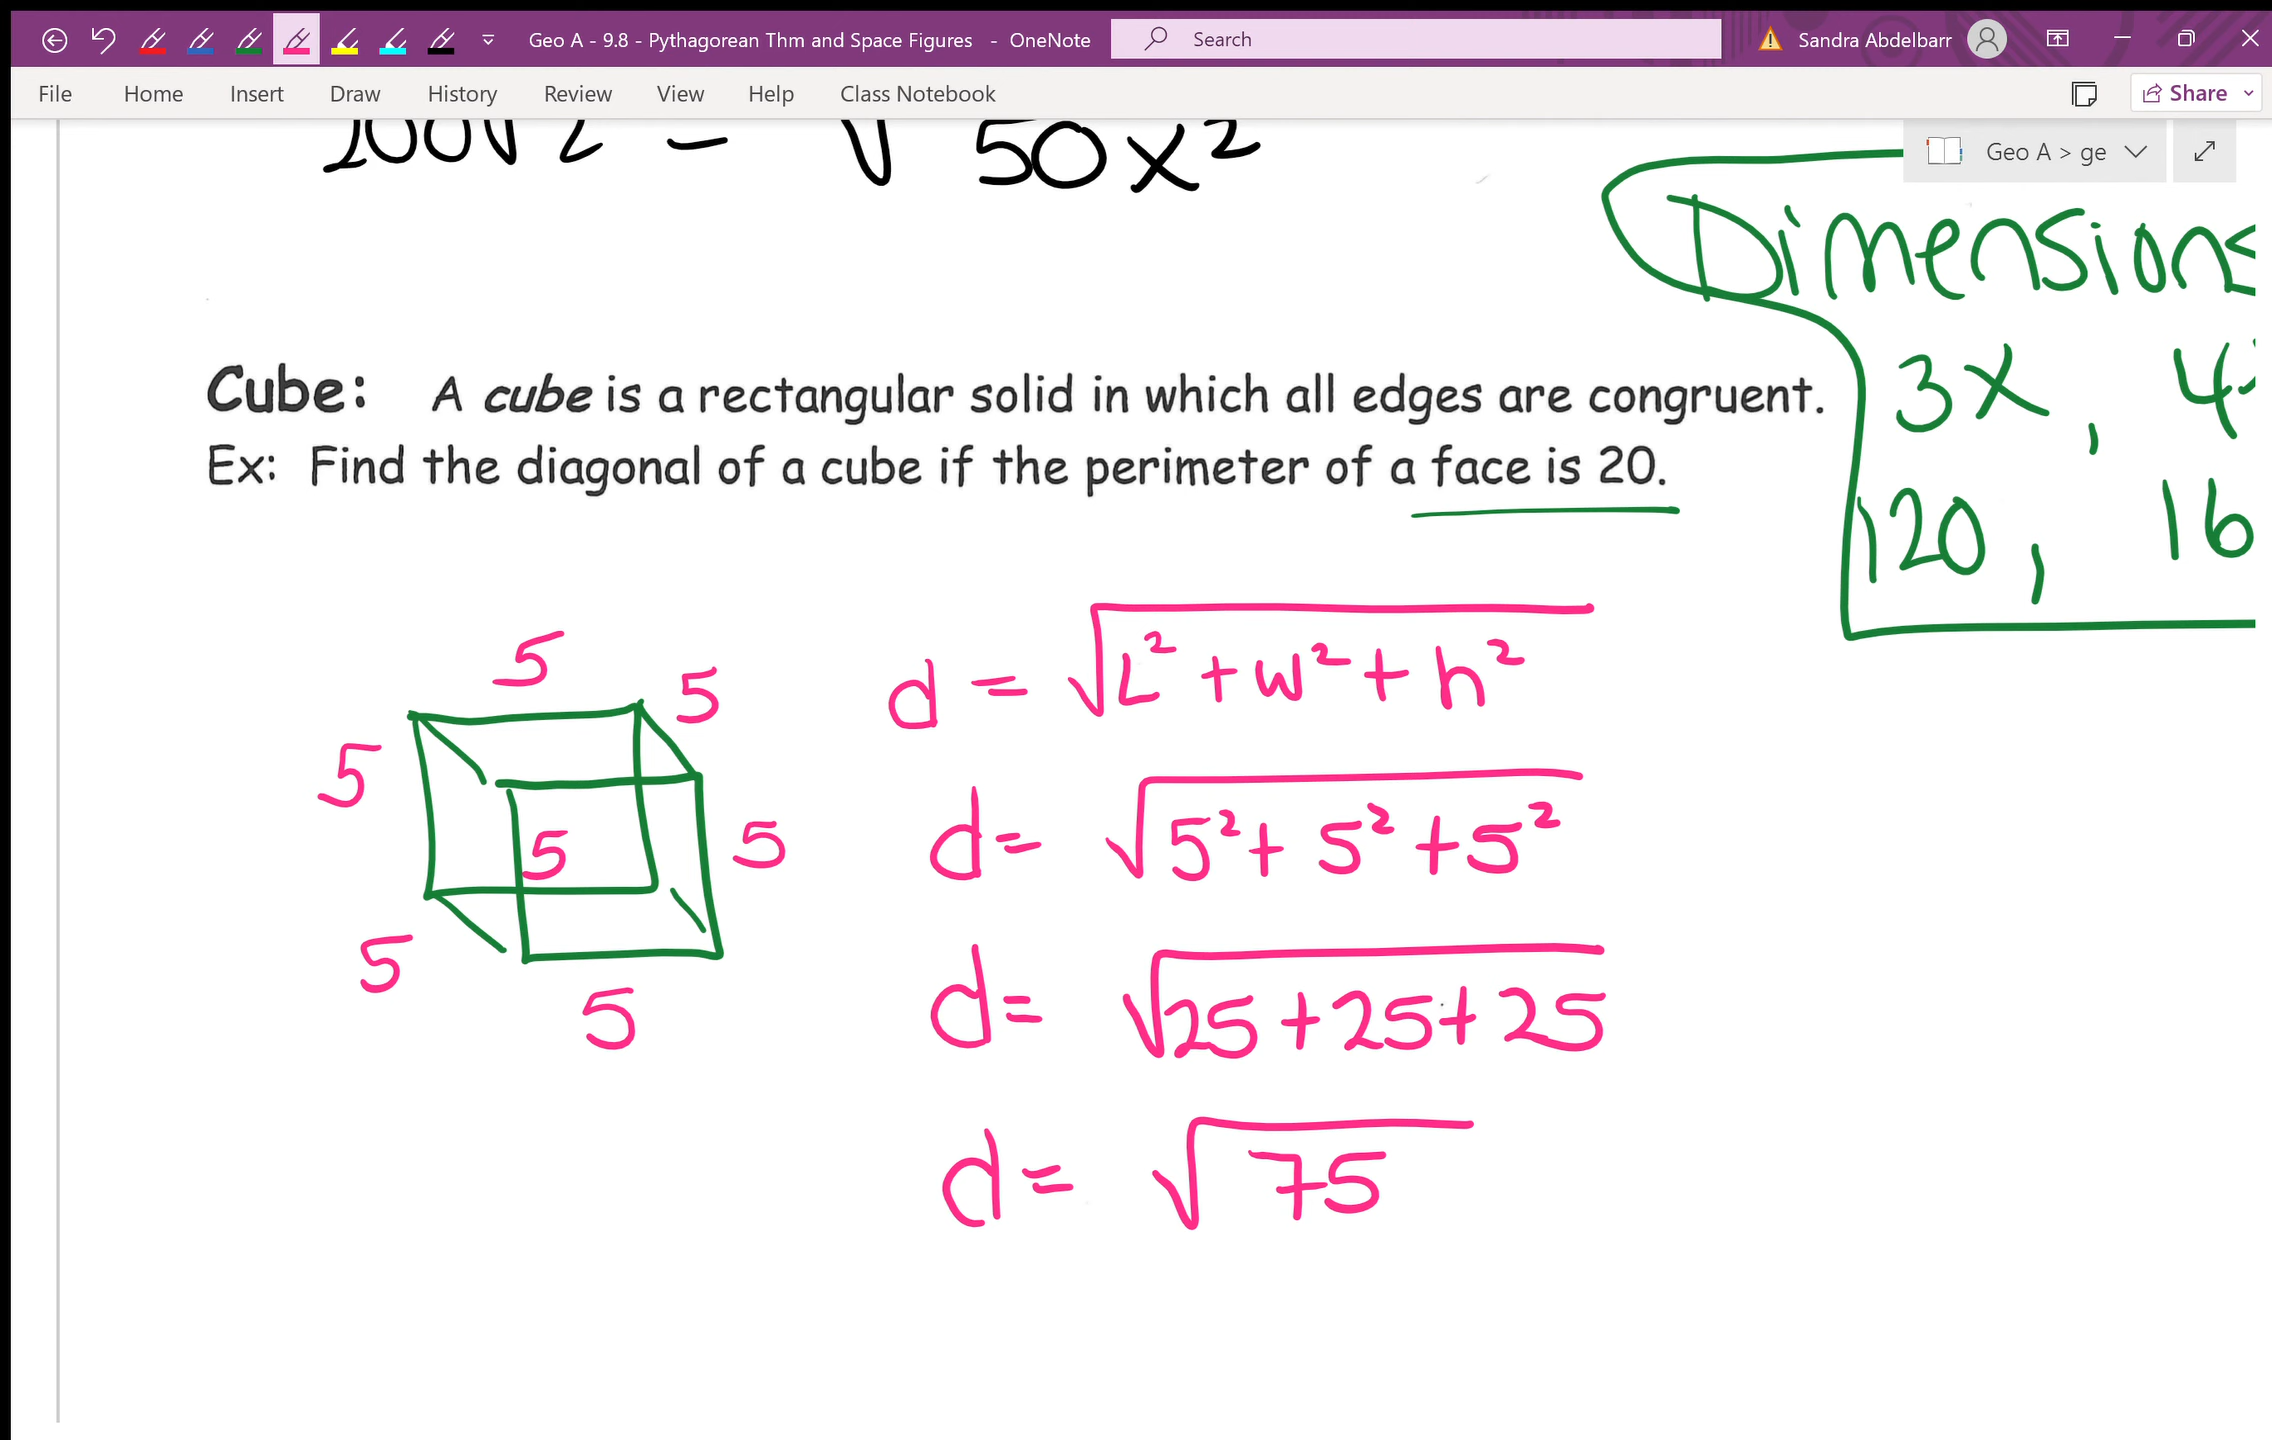 Geo A - 9.8 - Pythagorean Thm and Space Figures - OneNote
Search
Sandra Abdelbarr
File Home Insert Draw History Review View Help Class Notebook
Share
Geo A > ge
100√2 = √50x²
Dimensions
3x, 4
120, 16
Cube: A cube is a rectangular solid in which all edges are congruent.
Ex: Find the diagonal of a cube if the perimeter of a face is 20.
5
5
5
5
5
5
5
d = √L² + w² + h²
d = √5² + 5² + 5²
d = √25 + 25 + 25
d = √75